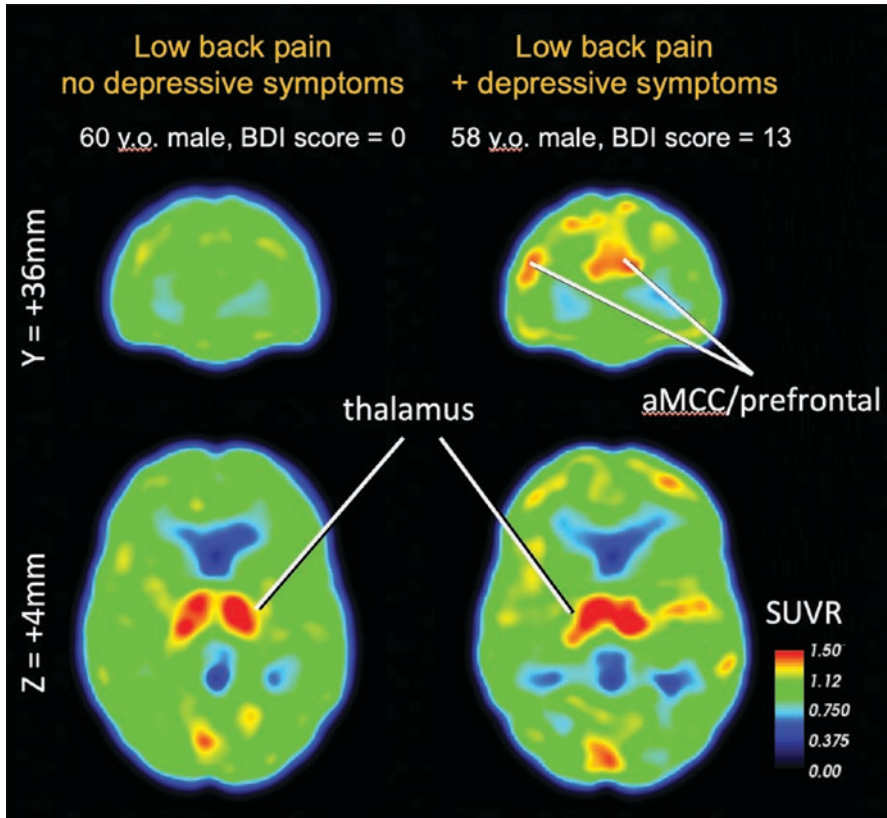 Low back pain
no depressive symptoms
Low back pain
+ depressive symptoms
60 y.o. male, BDI score = 0
58 y.o. male, BDI score = 13
Y = +36mm
aMCC/prefrontal
thalamus
Z = +4mm
SUVR
1.50
1.12
0.750
0.375
0.00